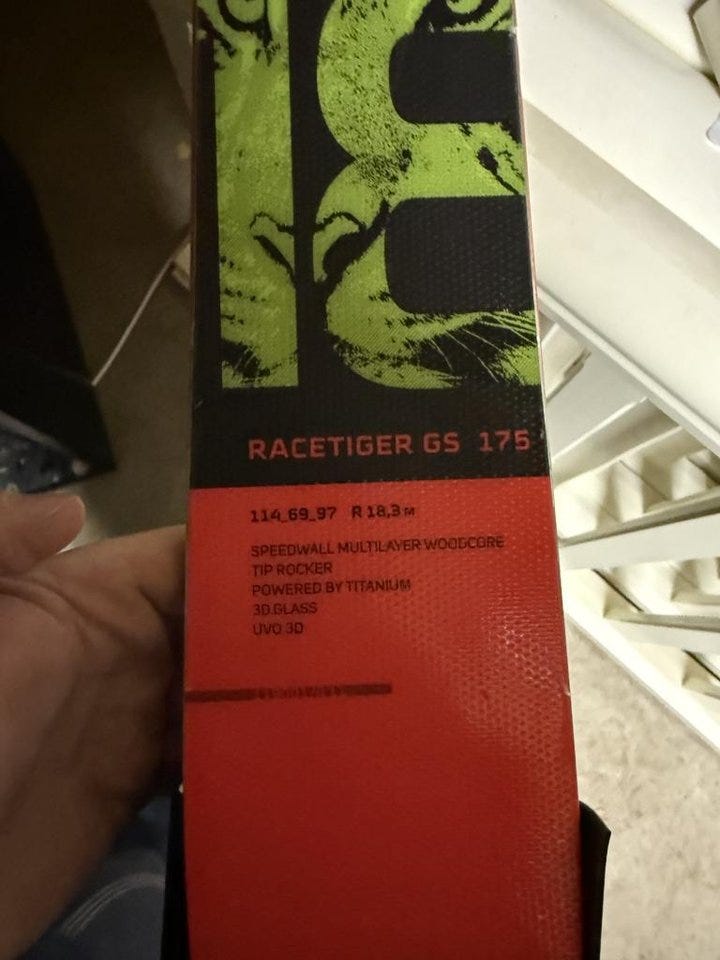 RACETIGER GS 175
114_69_97 R 18,3 M
SPEEDWALL MULTILAYER WOODCORE
TIP ROCKER
POWERED BY TITANIUM
3D.GLASS
UVO 3D